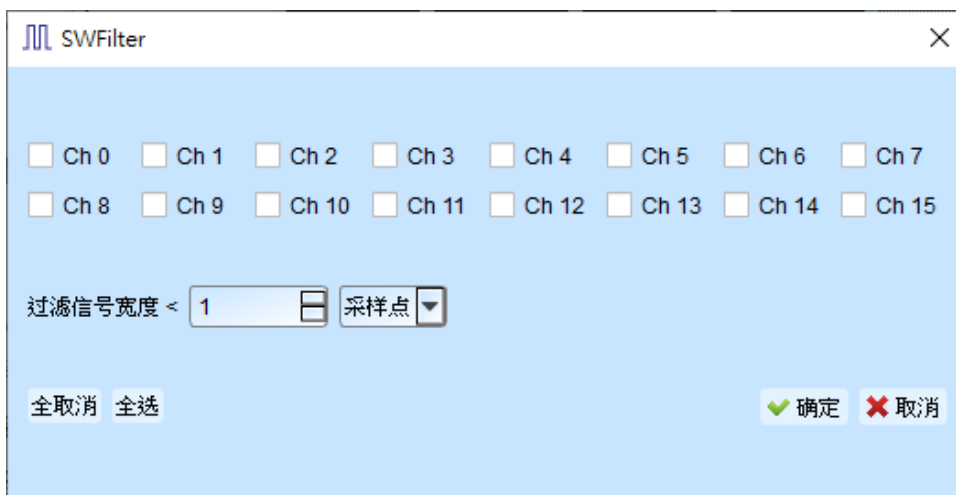 SWFilter
Ch 0 Ch 1 Ch 2 Ch 3 Ch 4 Ch 5 Ch 6 Ch 7
Ch 8 Ch 9 Ch 10 Ch 11 Ch 12 Ch 13 Ch 14 Ch 15
过滤信号宽度 < 1 采样点
全取消 全选 确定 取消